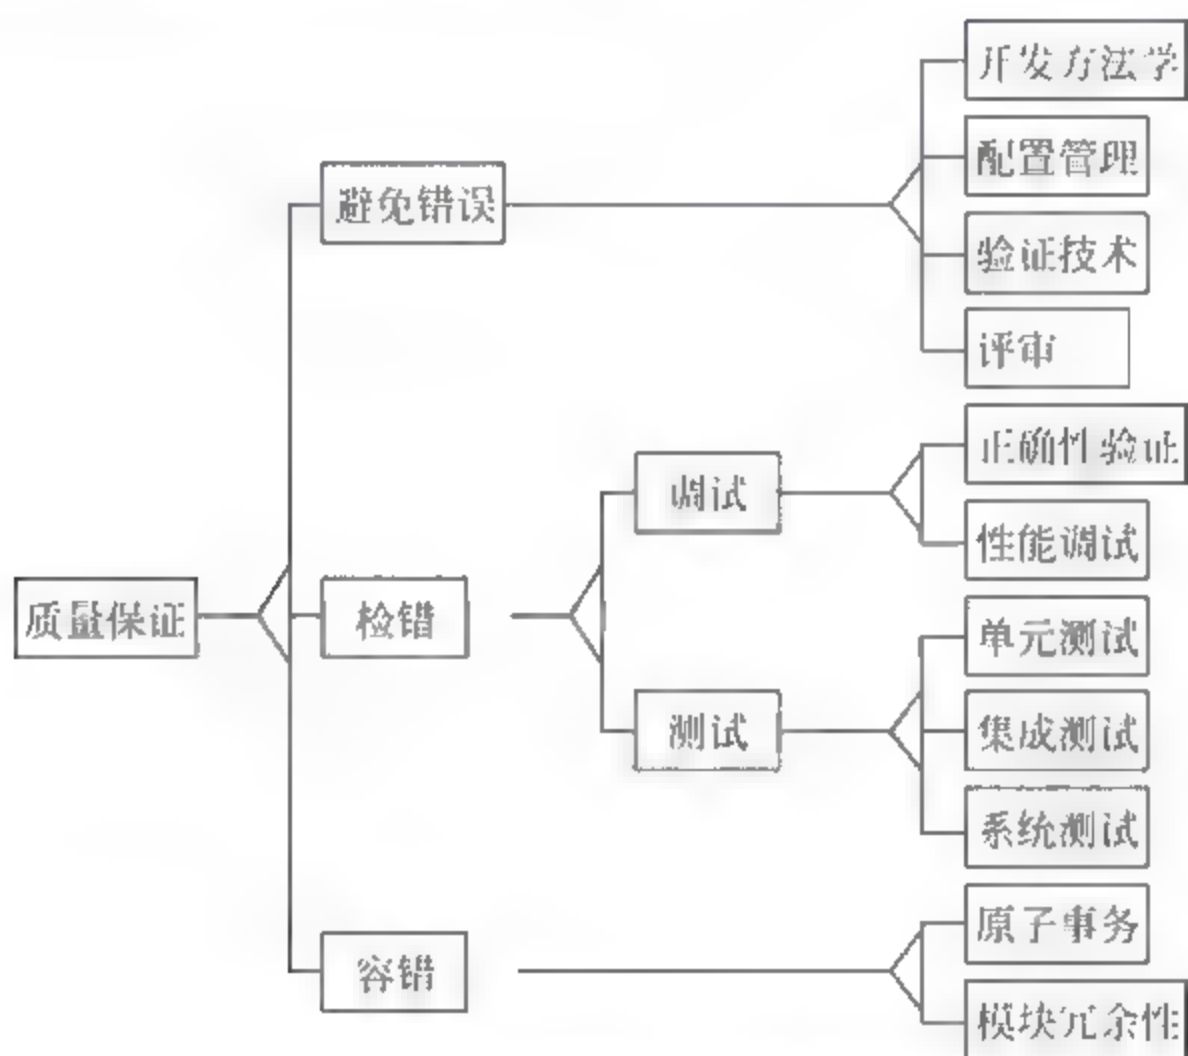 开发方法学
配置管理
避免错误
验证技术
评审
正确性验证
调试
性能调试
质量保证
检错
单元测试
测试
集成测试
系统测试
原子事务
容错
模块冗余性